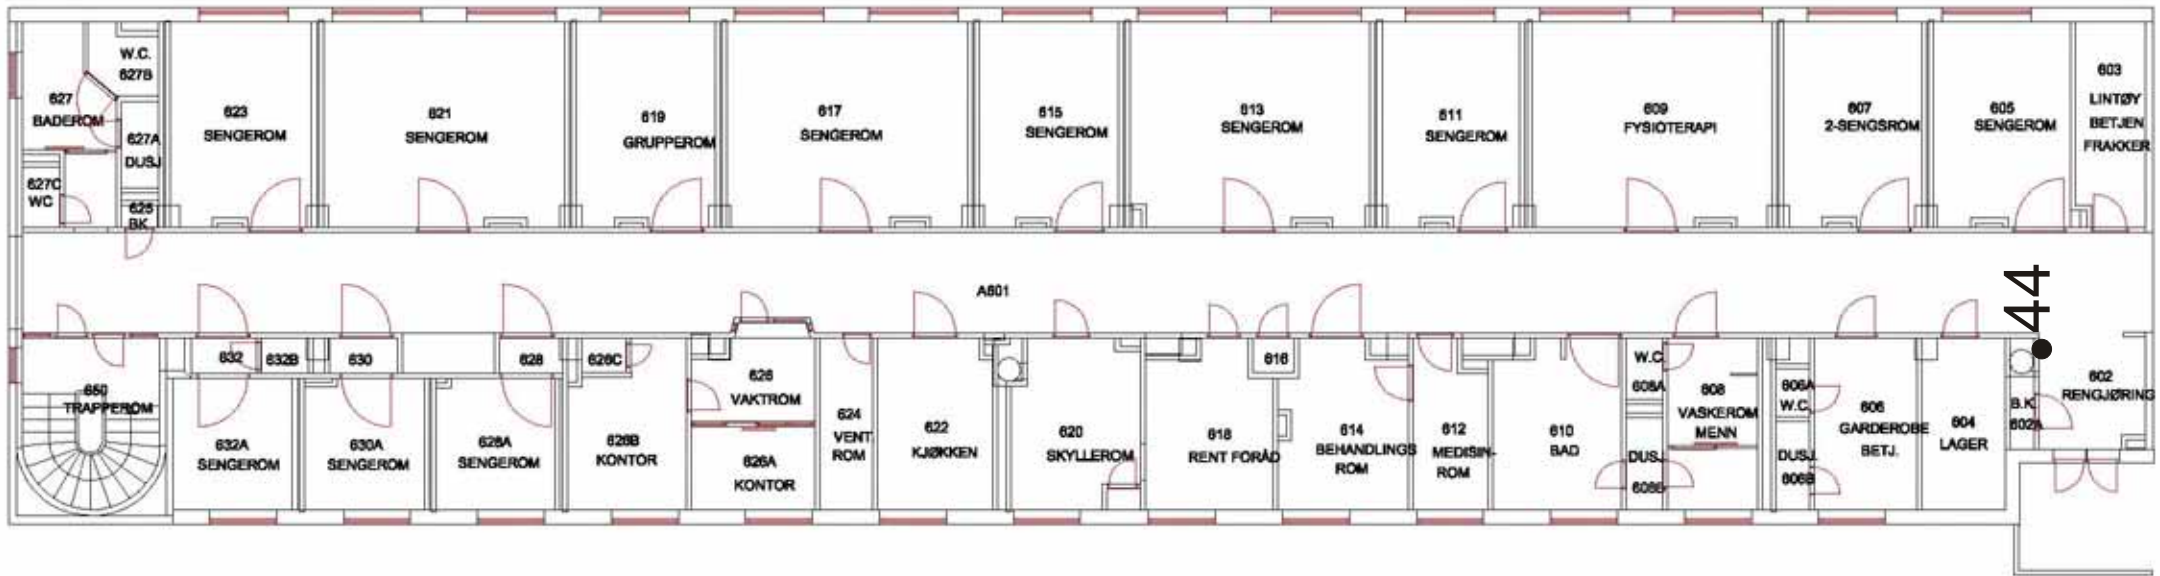 W.C.
627B
627
BADEROM
627A
DUSJ
627C
WC
625
BK
623
SENGEROM
621
SENGEROM
619
GRUPPEROM
617
SENGEROM
615
SENGEROM
613
SENGEROM
611
SENGEROM
609
FYSIOTERAPI
607
2-SENGSROM
605
SENGEROM
603
LINTØY
BETJEN
FRAKKER
A601
44
650
TRAPPEROM
632
632B
630
628
626C
632A
SENGEROM
630A
SENGEROM
628A
SENGEROM
626B
KONTOR
626
VAKTROM
626A
KONTOR
624
VENT.
ROM
622
KJØKKEN
620
SKYLLEROM
618
RENT FORÅD
616
614
BEHANDLINGS
ROM
612
MEDISIN-
ROM
610
BAD
W.C.
608A
DUSJ
608B
608
VASKEROM
MENN
606A
W.C.
DUSJ.
606B
606
GARDEROBE
BETJ.
604
LAGER
B.K.
602A
602
RENGJØRING